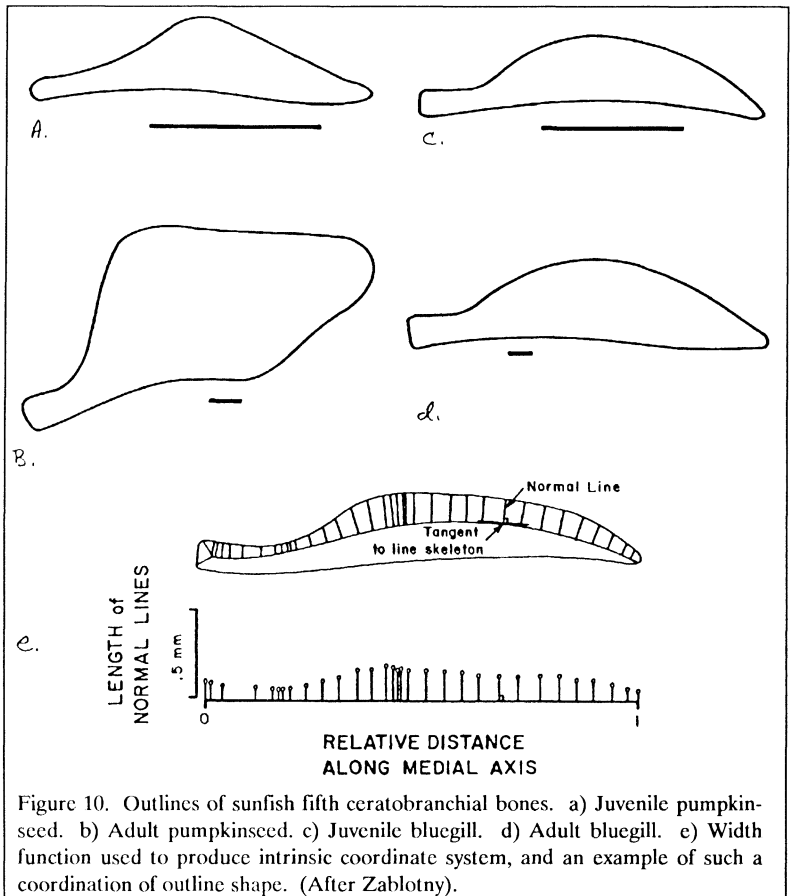 A.
C.
B.
d.
Normal Line
Tangent
to line skeleton
e.
LENGTH of
NORMAL LINES
.5 mm
0
1
RELATIVE DISTANCE
ALONG MEDIAL AXIS
Figure 10. Outlines of sunfish fifth ceratobranchial bones. a) Juvenile pumpkin-
seed. b) Adult pumpkinseed. c) Juvenile bluegill. d) Adult bluegill. e) Width
function used to produce intrinsic coordinate system, and an example of such a
coordination of outline shape. (After Zablotny).